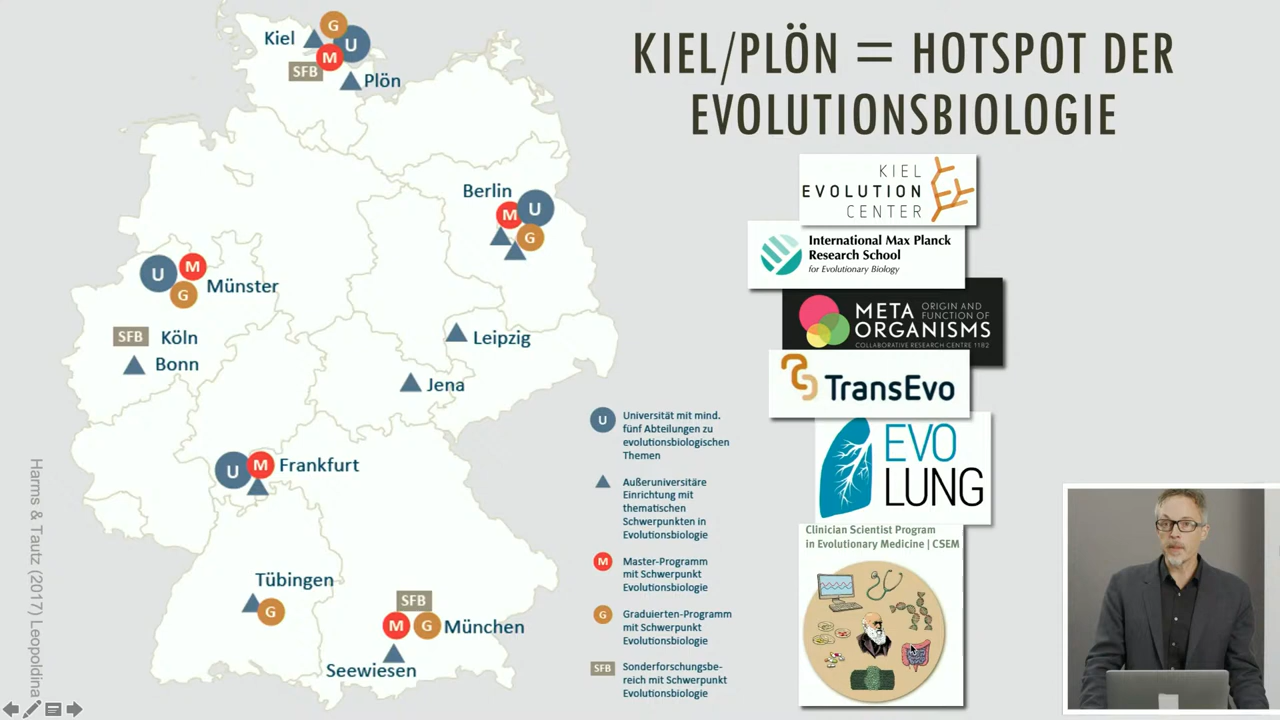 KIEL/PLÖN = HOTSPOT DER
EVOLUTIONSBIOLOGIE
Kiel
G
U
M
SFB
Plön
Berlin
M
U
G
U
M
G
Münster
SFB
Köln
Bonn
Leipzig
Jena
U
M
Frankfurt
Tübingen
G
SFB
M
G
München
Seewiesen
U
Universität mit mind.
fünf Abteilungen zu
evolutionsbiologischen
Themen
Außeruniversitäre
Einrichtung mit
thematischen
Schwerpunkten in
Evolutionsbiologie
M
Master-Programm
mit Schwerpunkt
Evolutionsbiologie
G
Graduierten-Programm
mit Schwerpunkt
Evolutionsbiologie
SFB
Sonderforschungsbe-
reich mit Schwerpunkt
Evolutionsbiologie
KIEL
EVOLUTION
CENTER
International Max Planck
Research School
for Evolutionary Biology
META
ORGANISMS
ORIGIN AND
FUNCTION OF
COLLABORATIVE RESEARCH CENTRE 1182
TransEvo
EVO
LUNG
Clinician Scientist Program
in Evolutionary Medicine | CSEM
Harms & Tautz (2017) Leopoldina